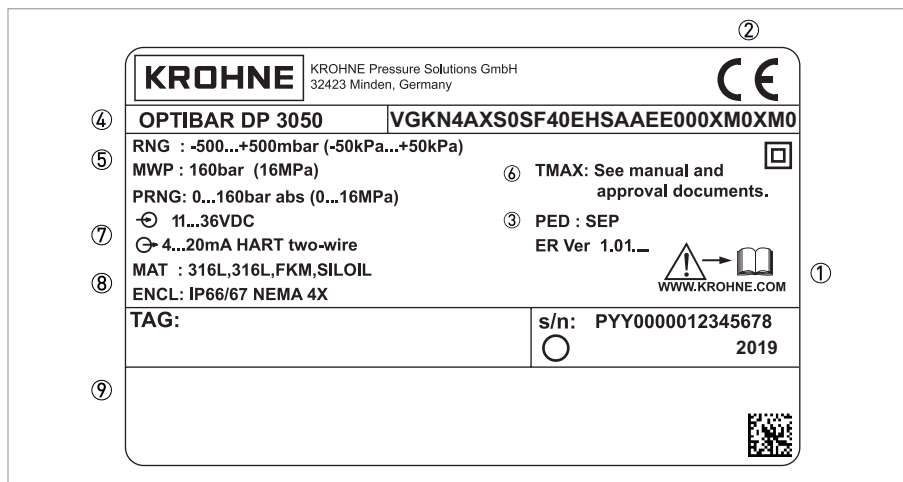 ②
KROHNE
KROHNE Pressure Solutions GmbH
32423 Minden, Germany
CE
④
OPTIBAR DP 3050
VGKN4AXS0SF40EHSAAEE000XM0XM0
⑤
RNG : -500...+500mbar (-50kPa...+50kPa)
MWP : 160bar (16MPa)
PRNG: 0...160bar abs (0...16MPa)
⑥
TMAX: See manual and
approval documents.
⑦
11...36VDC
4...20mA HART two-wire
③
PED : SEP
ER Ver 1.01._
⑧
MAT : 316L,316L,FKM,SILOIL
ENCL: IP66/67 NEMA 4X
WWW.KROHNE.COM
①
TAG:
s/n: PYY0000012345678
2019
⑨